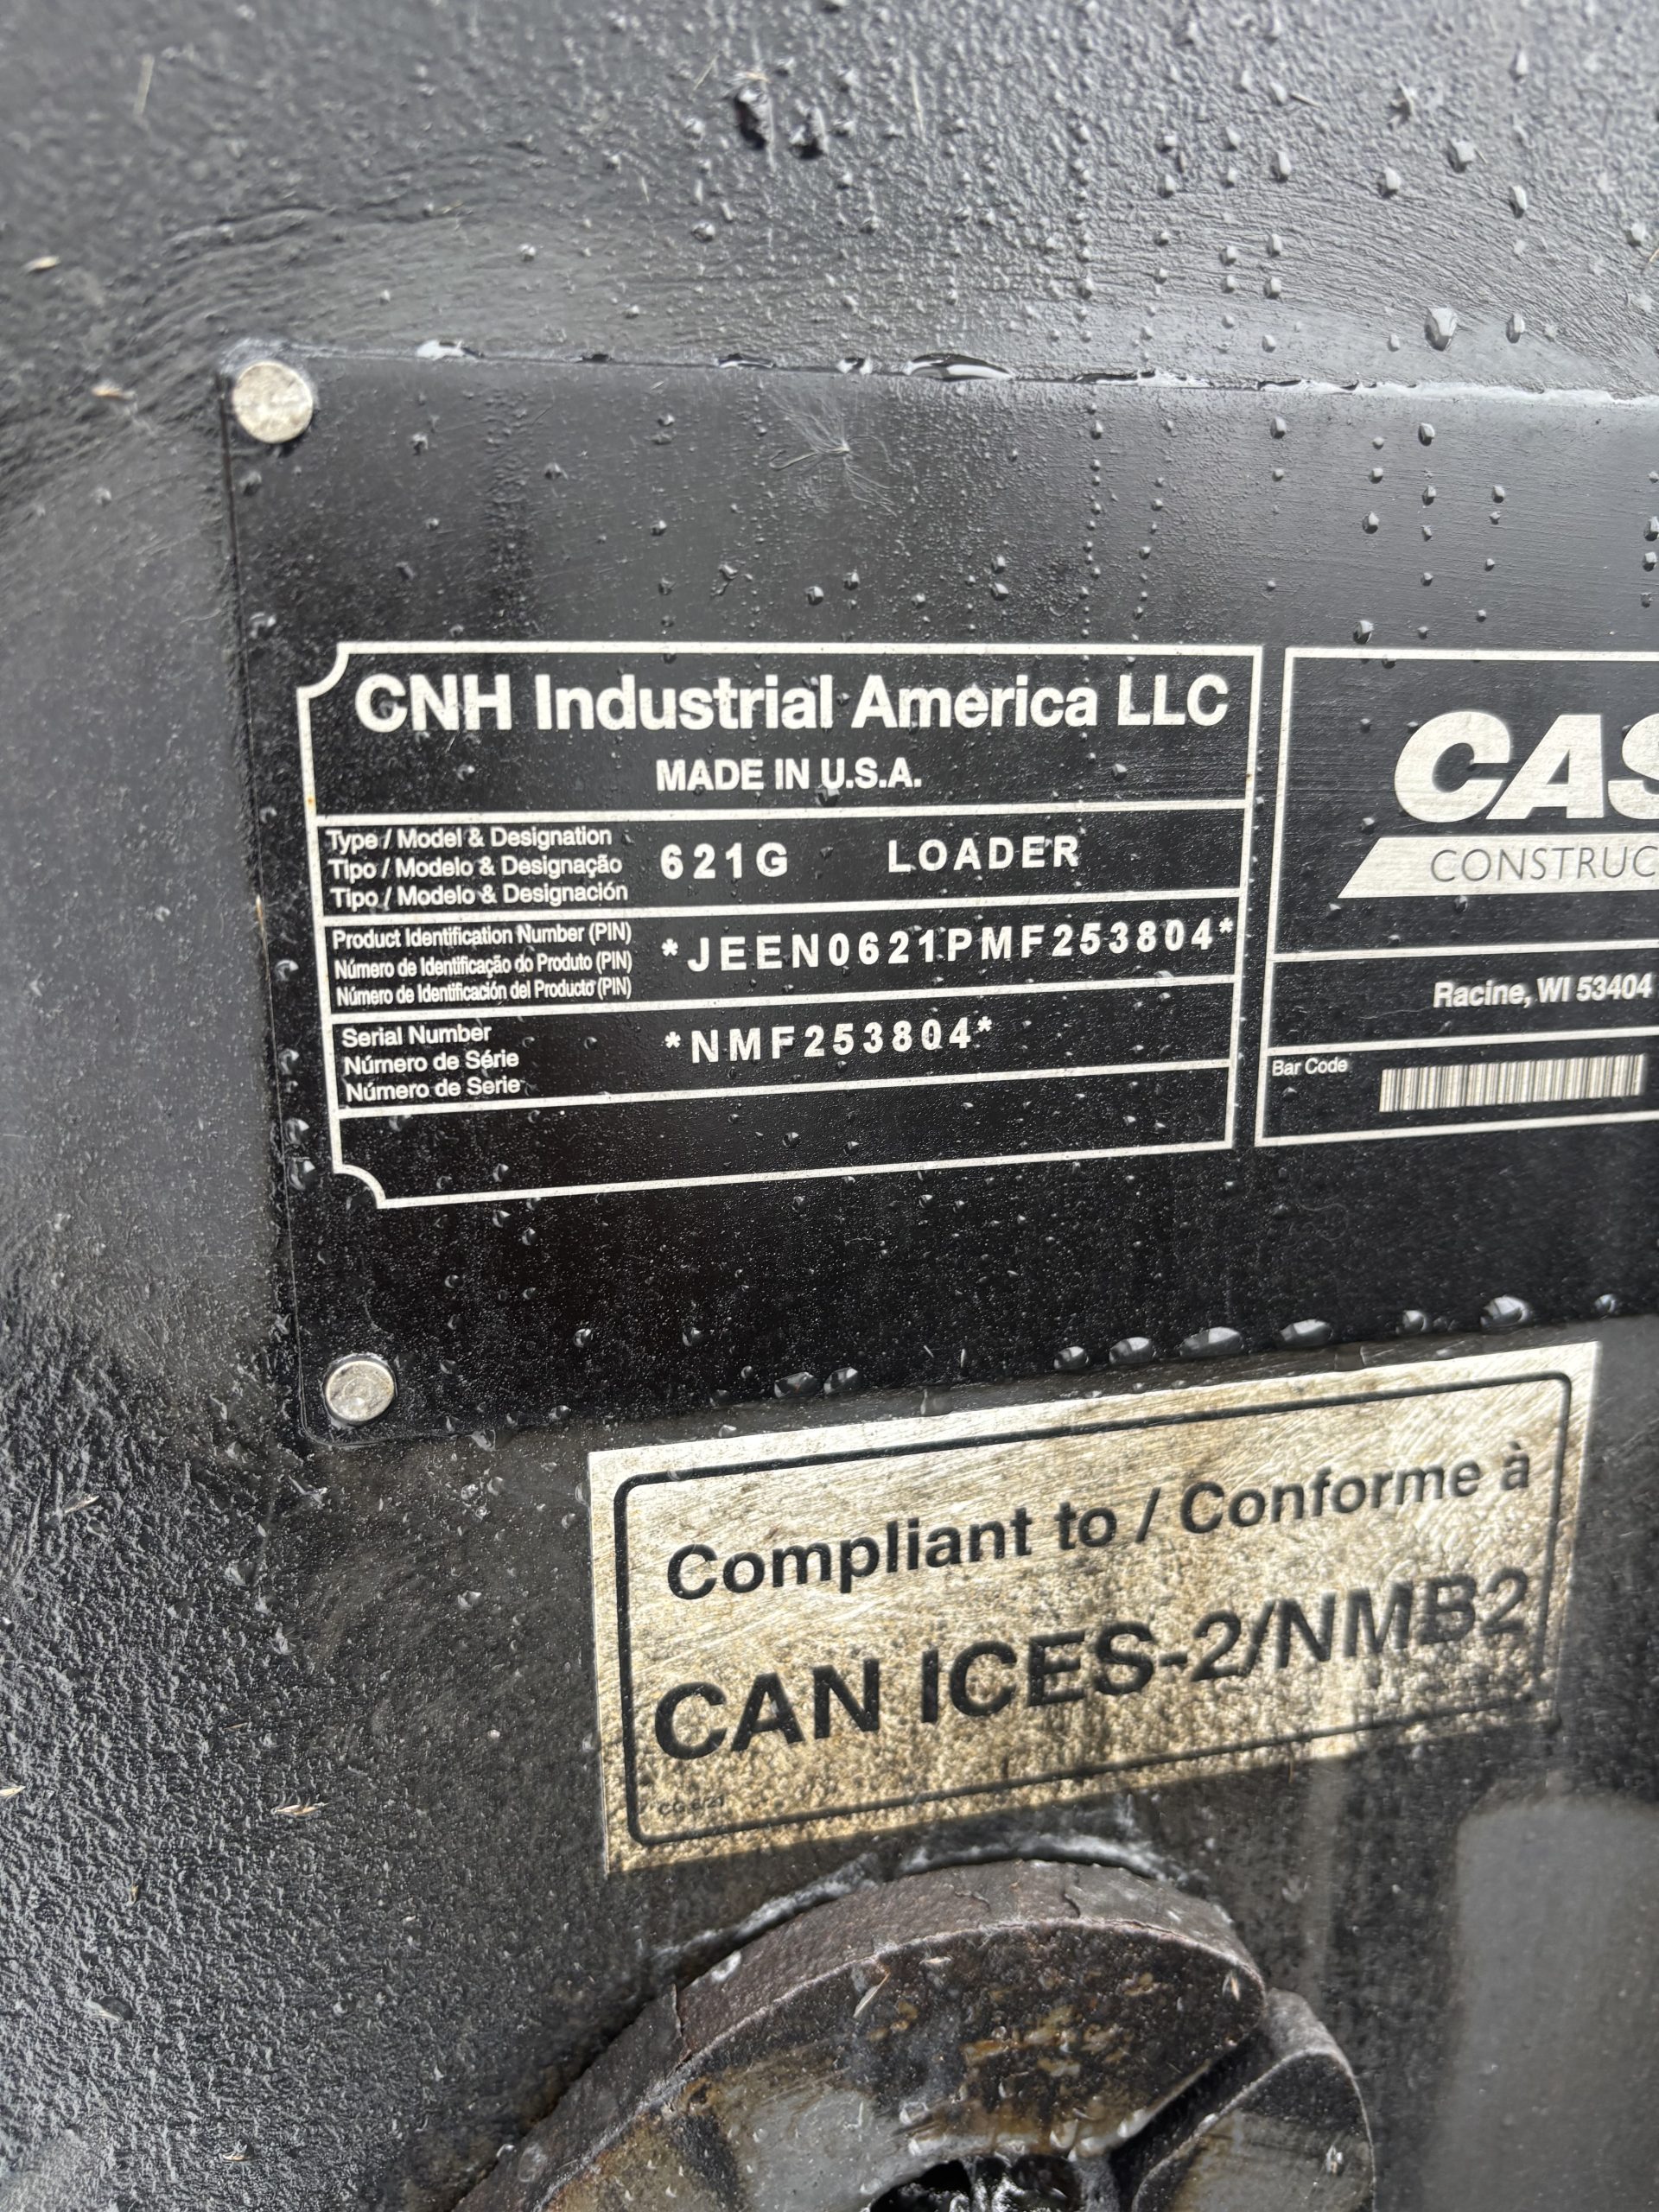 CNH Industrial America LLC
MADE IN U.S.A.
Type / Model & Designation
Tipo / Modelo & Designação
Tipo / Modelo & Designación
621G LOADER
Product Identification Number (PIN)
Número de Identificação do Produto (PIN)
Número de Identificación del Producto (PIN)
*JEEN0621PMF253804*
Serial Number
Número de Série
Número de Serie
*NMF253804*
CAS
CONSTRUC
Racine, WI 53404
Bar Code
Compliant to / Conforme à
CAN ICES-2/NMB2